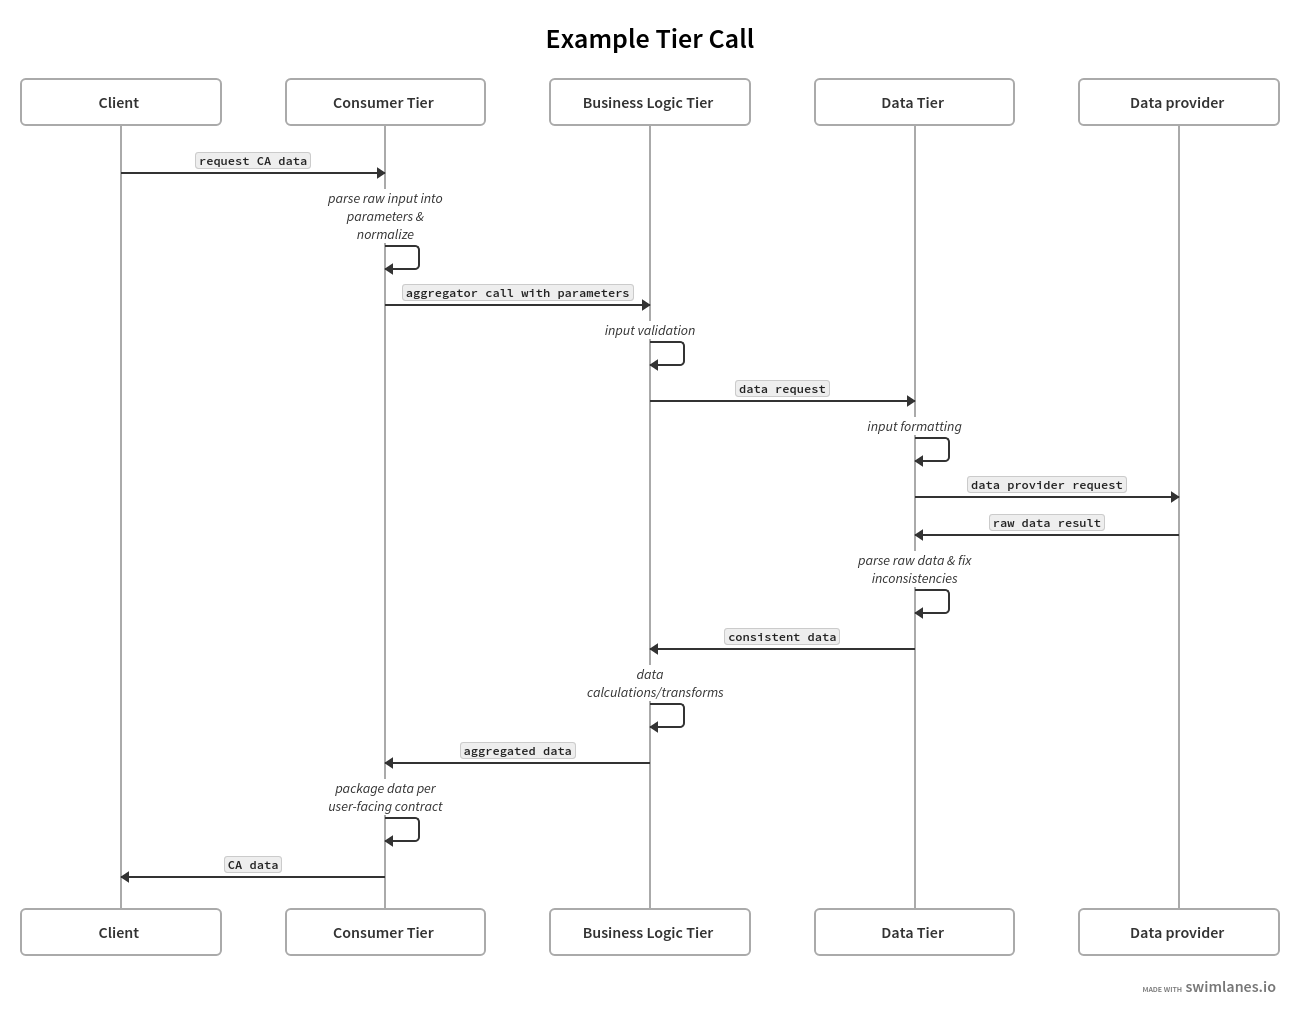 Example Tier Call
Client
Consumer Tier
Business Logic Tier
Data Tier
Data provider
request CA data
parse raw input into
parameters &
normalize
aggregator call with parameters
input validation
data request
input formatting
data provider request
raw data result
parse raw data & fix
inconsistencies
consistent data
data
calculations/transforms
aggregated data
package data per
user-facing contract
CA data
Client
Consumer Tier
Business Logic Tier
Data Tier
Data provider
MADE WITH swimlanes.io